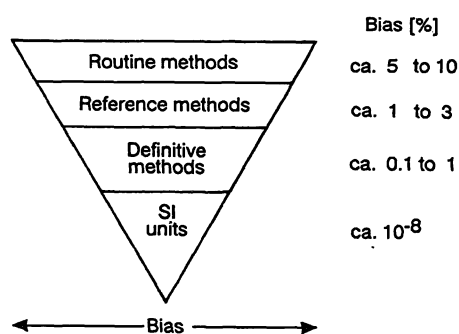 Bias [%]
Routine methods ca. 5 to 10
Reference methods ca. 1 to 3
Definitive
methods ca. 0.1 to 1
SI
units ca. 10⁻⁸
Bias